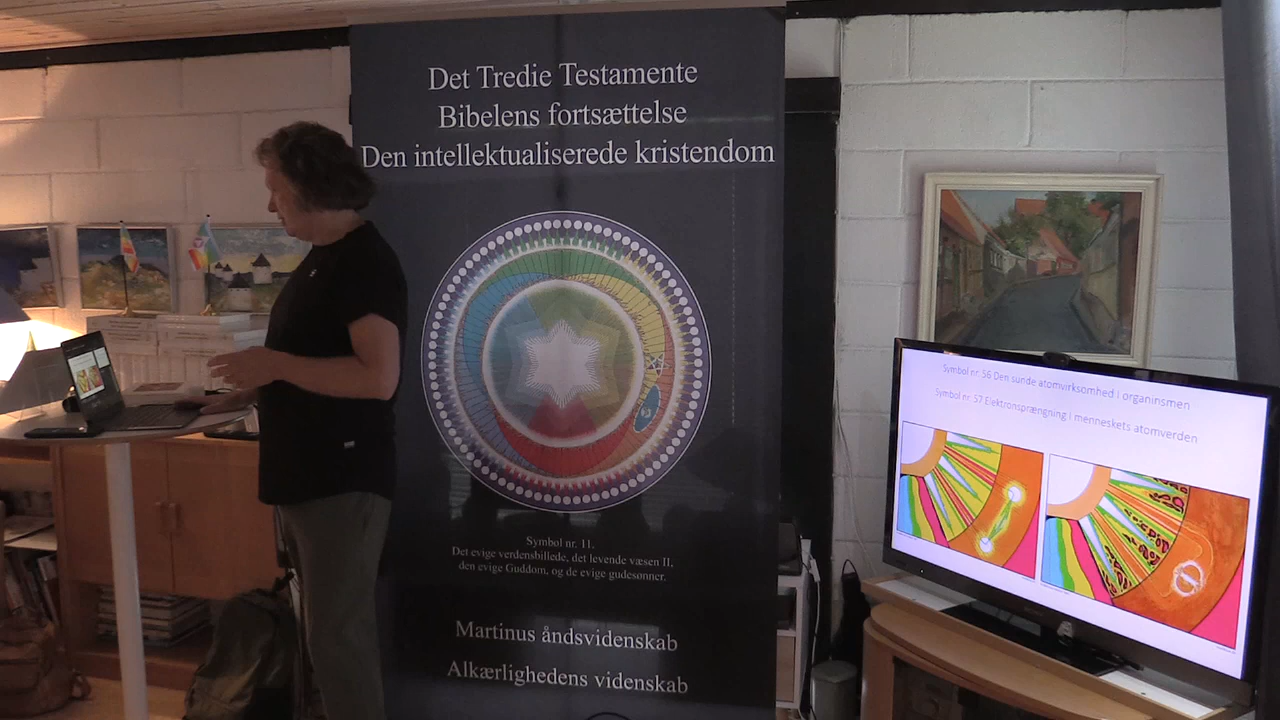 Det Tredie Testamente
Bibelens fortsættelse
Den intellektualiserede kristendom
Symbol nr. 11.
Det evige verdensbillede, det levende væsen II,
den evige Guddom, og de evige gudesønner.
Martinus åndsvidenskab
Alkærlighedens videnskab
Symbol nr. 56 Den sunde atomvirksomhed i organirismen
Symbol nr. 57 Elektronsprængning i menneskets atomverden